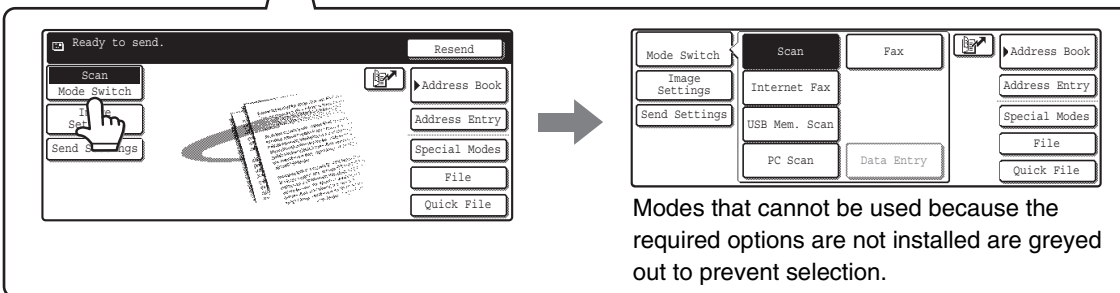 Ready to send.
Resend
Scan
Mode Switch
Address Book
Address Entry
Special Modes
File
Quick File
Mode Switch
Scan
Fax
Address Book
Image
Settings
Internet Fax
Address Entry
Send Settings
USB Mem. Scan
Special Modes
File
PC Scan
Data Entry
Quick File
Modes that cannot be used because the
required options are not installed are greyed
out to prevent selection.